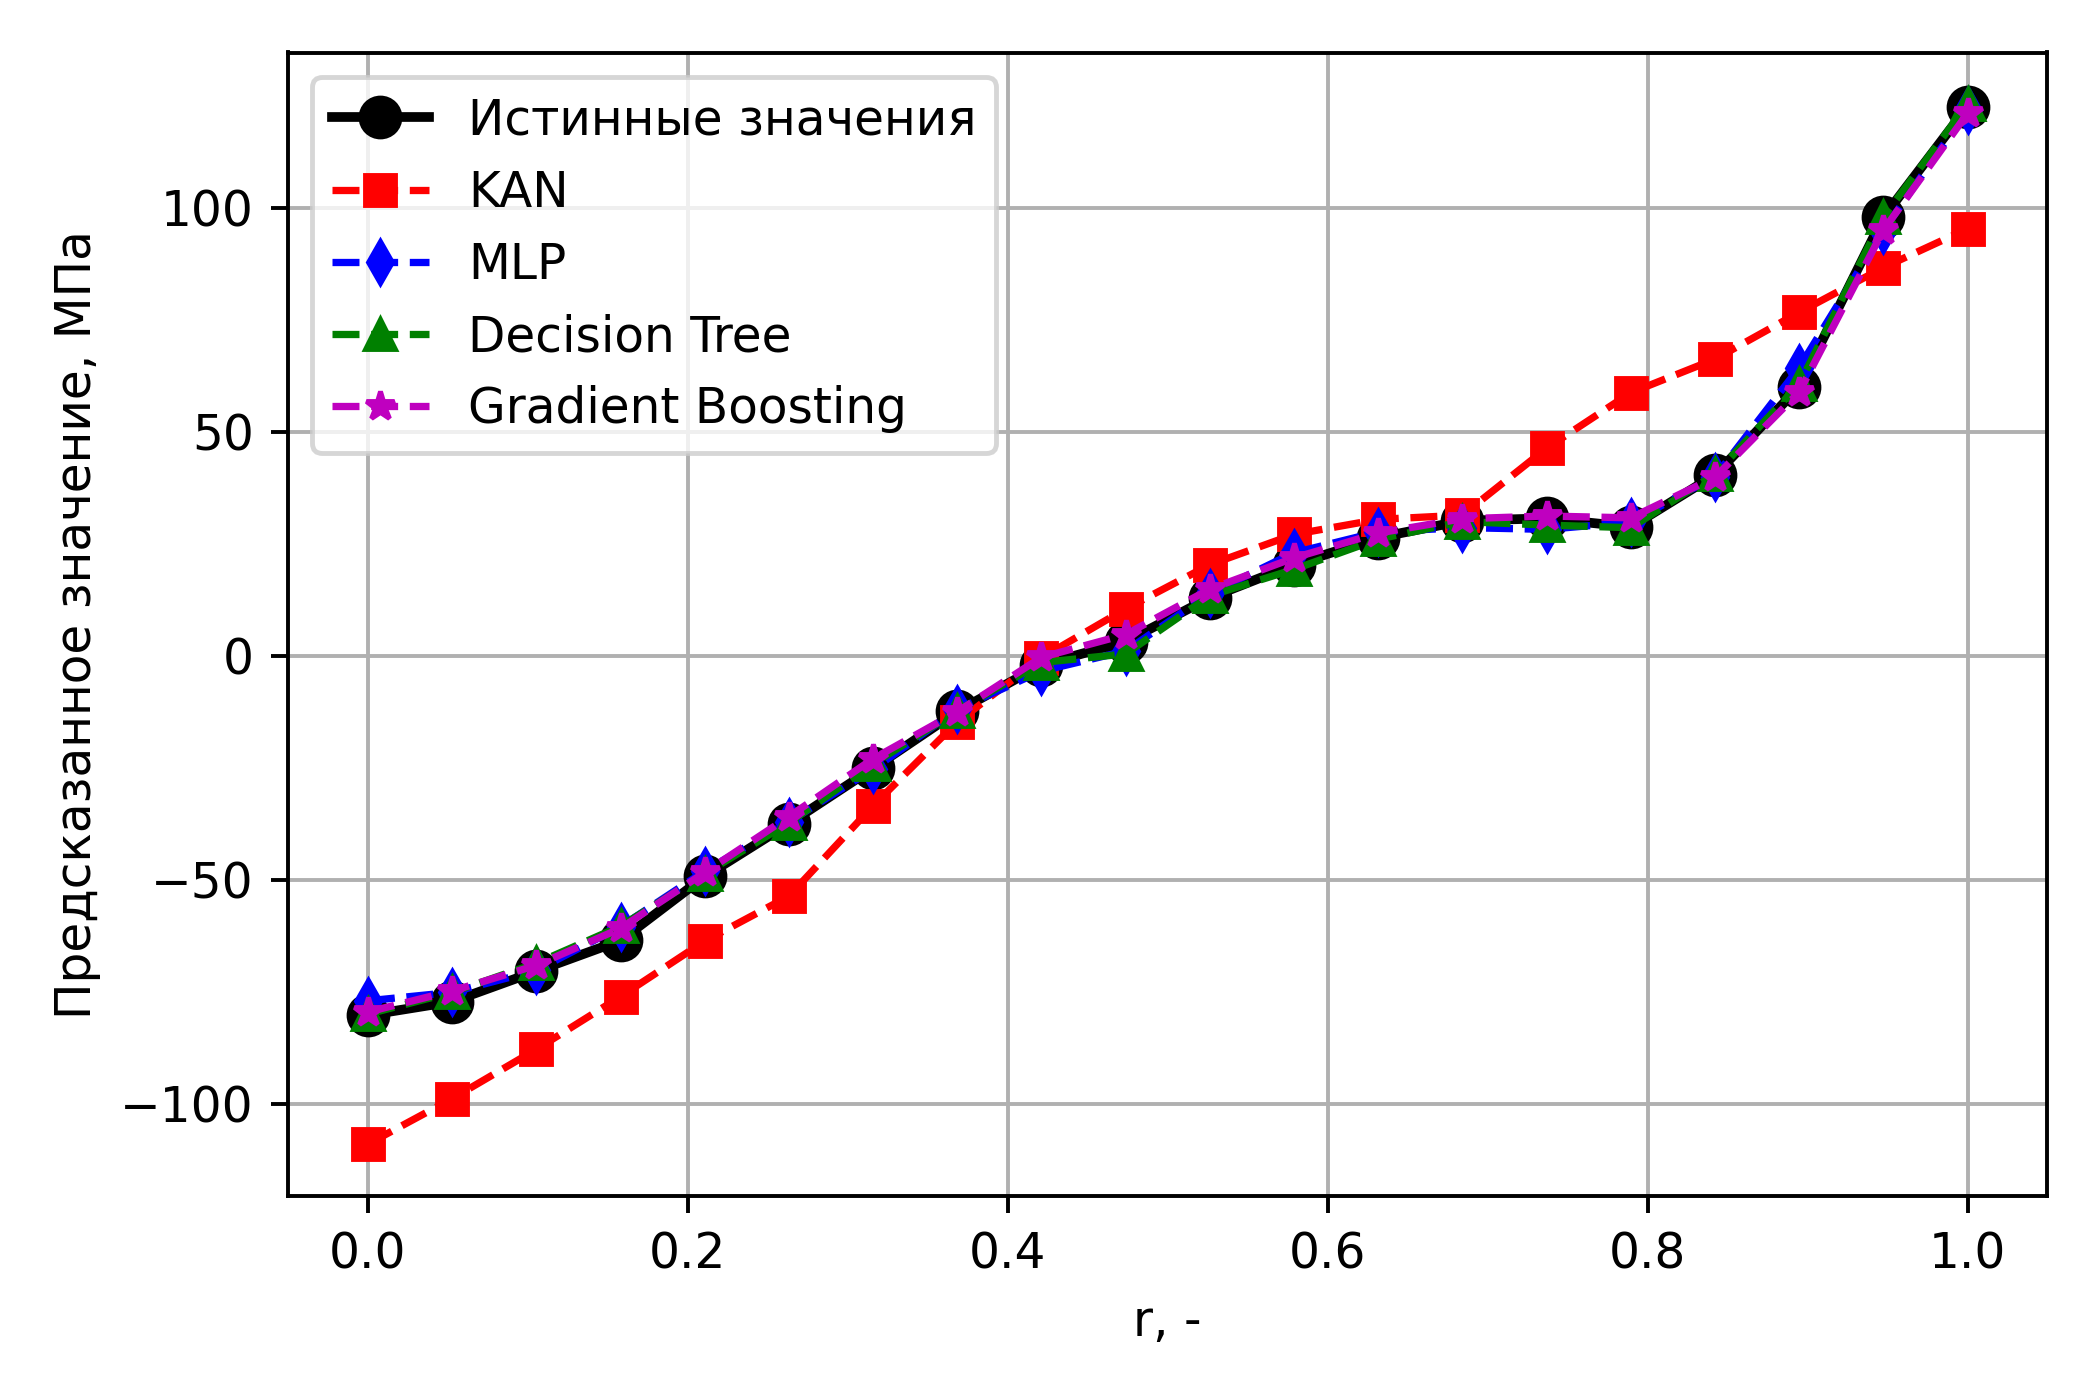 Истинные значения
KAN
MLP
Decision Tree
Gradient Boosting
Предсказанное значение, МПа
100
50
0
−50
−100
0.0 0.2 0.4 0.6 0.8 1.0
r, -